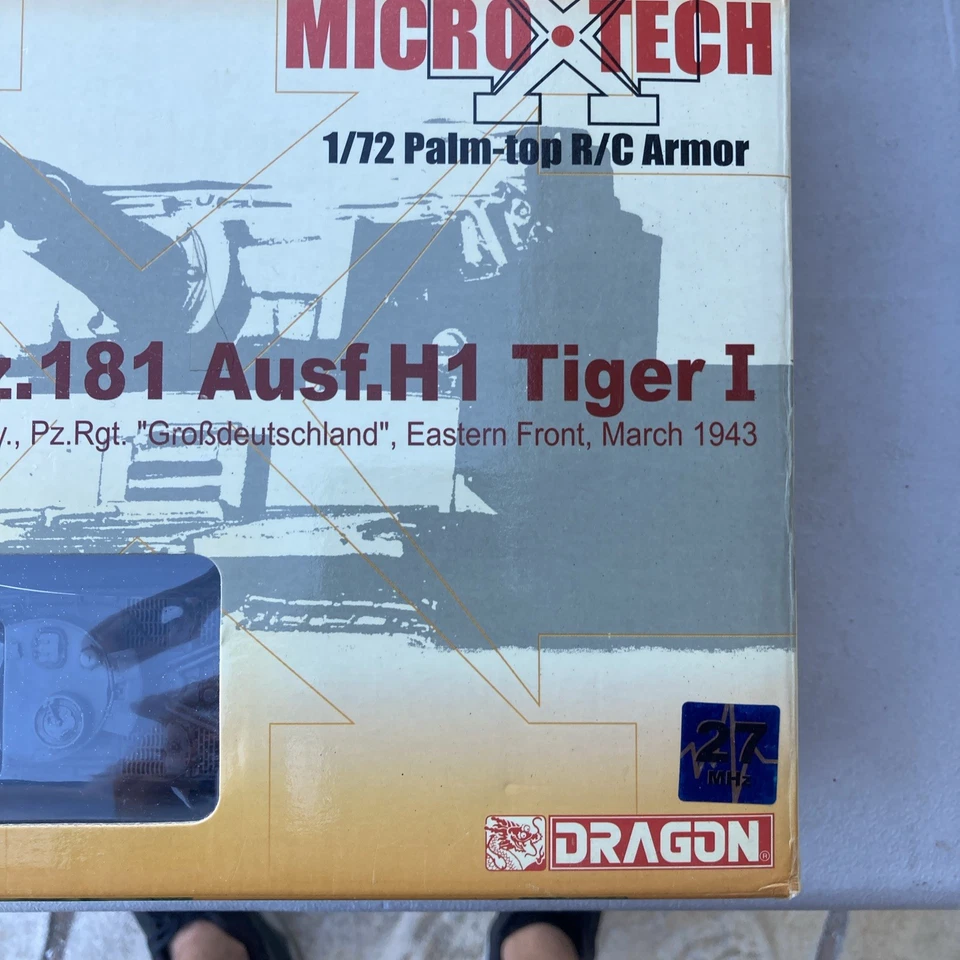 MICRO TECH
1/72 Palm-top R/C Armor
z.181 Ausf.H1 Tiger I
y., Pz.Rgt. "Großdeutschland", Eastern Front, March 1943
27
MHz
DRAGON®